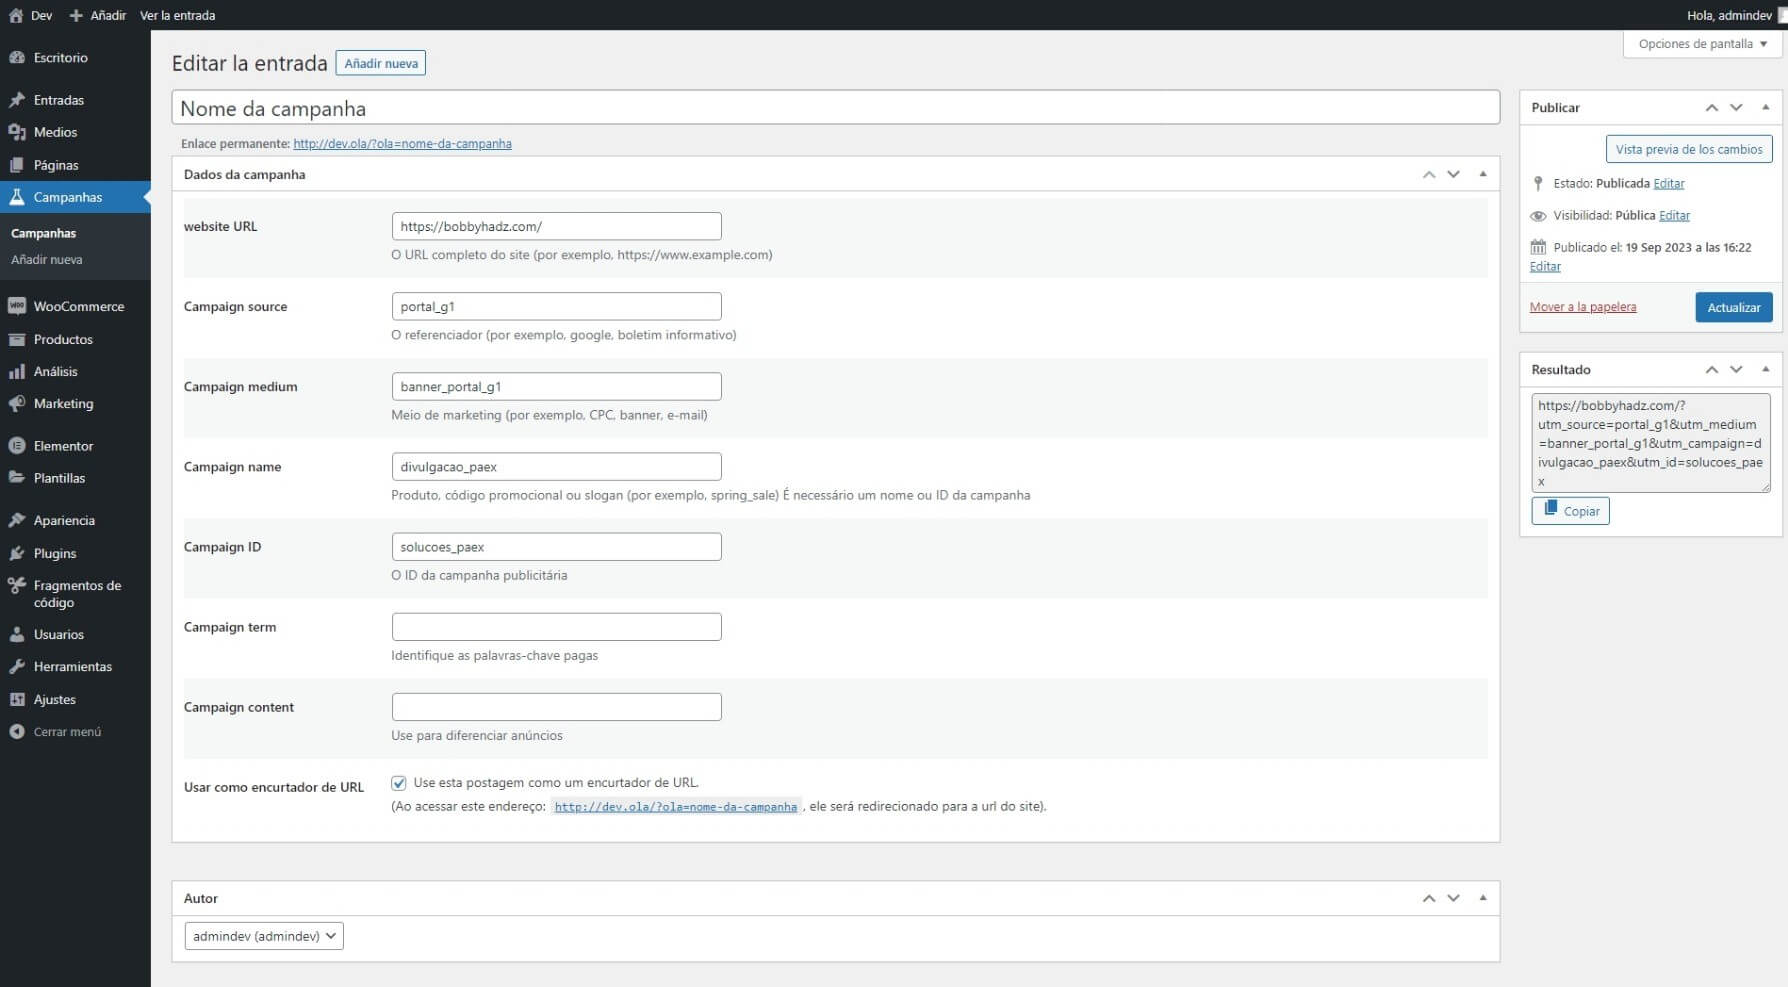 Dev
Añadir
Ver la entrada
Hola, admindev
Escritorio
Entradas
Medios
Páginas
Campanhas
Campanhas
Añadir nueva
WooCommerce
Productos
Análisis
Marketing
Elementor
Plantillas
Apariencia
Plugins
Fragmentos de
código
Usuarios
Herramientas
Ajustes
Cerrar menú
Opciones de pantalla
Editar la entrada
Añadir nueva
Nome da campanha
Enlace permanente: http://dev.ola/?ola=nome-da-campanha
Dados da campanha
website URL
https://bobbyhadz.com/
O URL completo do site (por exemplo, https://www.example.com)
Campaign source
portal_g1
O referenciador (por exemplo, google, boletim informativo)
Campaign medium
banner_portal_g1
Meio de marketing (por exemplo, CPC, banner, e-mail)
Campaign name
divulgacao_paex
Produto, código promocional ou slogan (por exemplo, spring_sale) É necessário um nome ou ID da campanha
Campaign ID
solucoes_paex
O ID da campanha publicitária
Campaign term
Identifique as palavras-chave pagas
Campaign content
Use para diferenciar anúncios
Usar como encurtador de URL
Use esta postagem como um encurtador de URL.
(Ao acessar este endereço: http://dev.ola/?ola=nome-da-campanha , ele será redirecionado para a url do site).
Autor
admindev (admindev)
Publicar
Vista previa de los cambios
Estado: Publicada Editar
Visibilidad: Pública Editar
Publicado el: 19 Sep 2023 a las 16:22
Editar
Mover a la papelera
Actualizar
Resultado
https://bobbyhadz.com/?
utm_source=portal_g1&utm_medium
=banner_portal_g1&utm_campaign=d
ivulgacao_paex&utm_id=solucoes_pae
x
Copiar